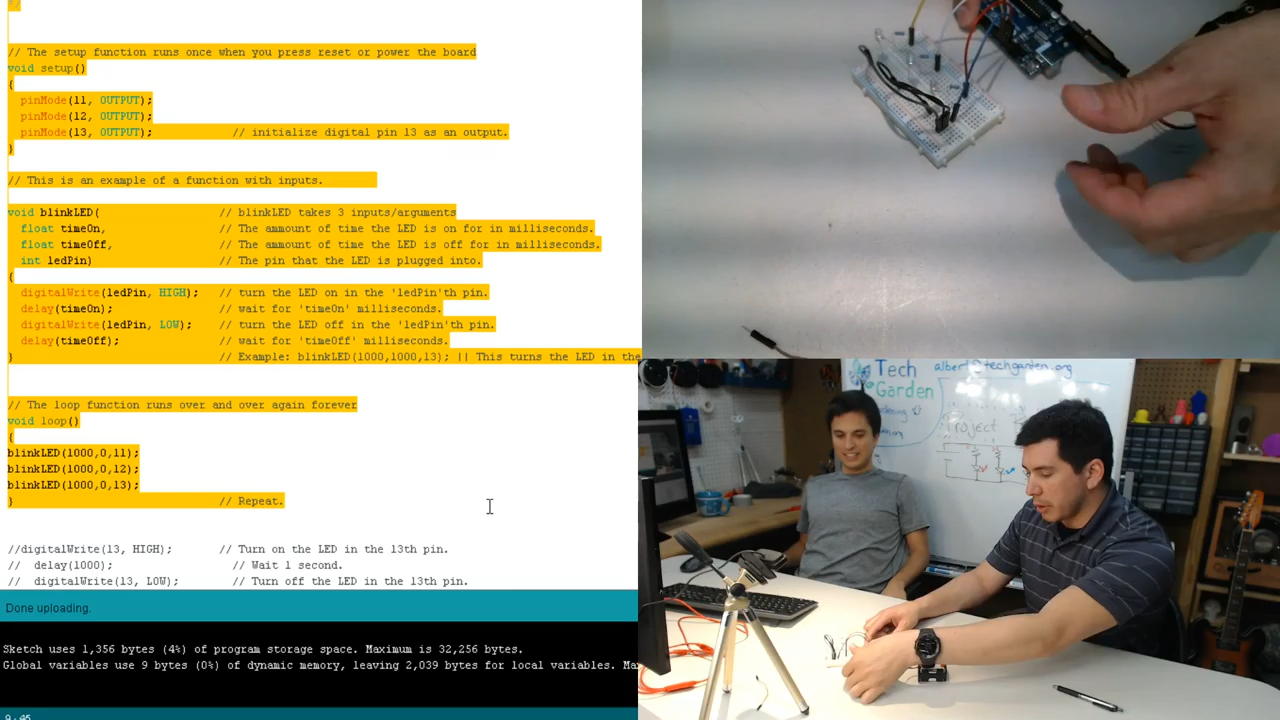 */
// The setup function runs once when you press reset or power the board
void setup()
{
pinMode(11, OUTPUT);
pinMode(12, OUTPUT);
pinMode(13, OUTPUT); // initialize digital pin 13 as an output.
}
// This is an example of a function with inputs.
void blinkLED( // blinkLED takes 3 inputs/arguments
float timeOn, // The ammount of time the LED is on for in milliseconds.
float timeOff, // The ammount of time the LED is off for in milliseconds.
int ledPin) // The pin that the LED is plugged into.
{
digitalWrite(ledPin, HIGH); // turn the LED on in the 'ledPin'th pin.
delay(timeOn); // wait for 'timeOn' milliseconds.
digitalWrite(ledPin, LOW); // turn the LED off in the 'ledPin'th pin.
delay(timeOff); // wait for 'timeOff' milliseconds.
} // Example: blinkLED(1000,1000,13); || This turns the LED in the
// The loop function runs over and over again forever
void loop()
{
blinkLED(1000,0,11);
blinkLED(1000,0,12);
blinkLED(1000,0,13);
} // Repeat.
//digitalWrite(13, HIGH); // Turn on the LED in the 13th pin.
// delay(1000); // Wait 1 second.
// digitalWrite(13, LOW); // Turn off the LED in the 13th pin.
Done uploading.
Sketch uses 1,356 bytes (4%) of program storage space. Maximum is 32,256 bytes.
Global variables use 9 bytes (0%) of dynamic memory, leaving 2,039 bytes for local variables.
Tech
Garden
albert@techgarden.org
Project